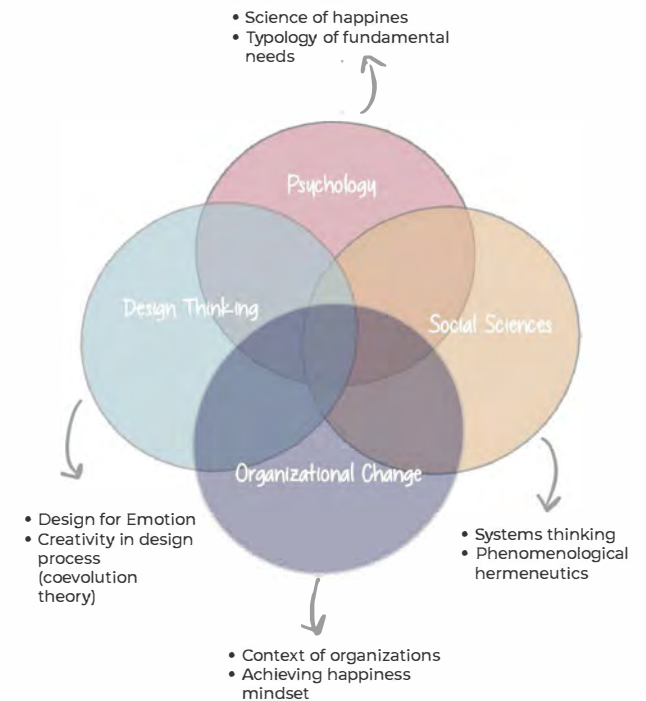 • Science of happines
• Typology of fundamental
needs
Psychology
Design Thinking
Social Sciences
Organizational Change
• Design for Emotion
• Creativity in design
process
(coevolution
theory)
• Systems thinking
• Phenomenological
hermeneutics
• Context of organizations
• Achieving happiness
mindset